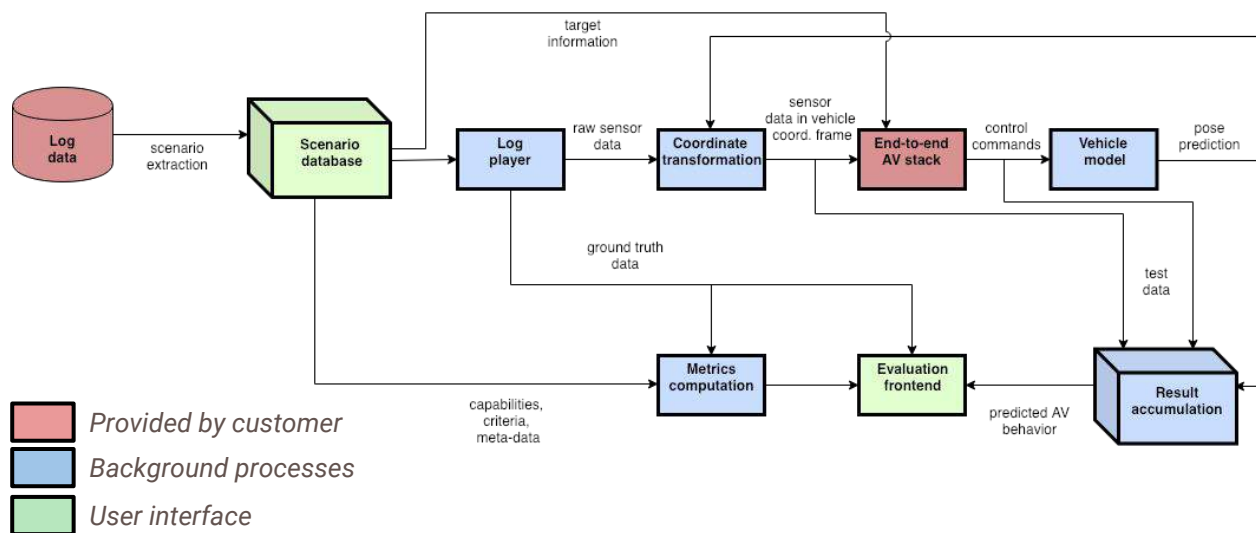 target
information
Log
data
scenario
extraction
Scenario
database
Log
player
raw sensor
data
Coordinate
transformation
sensor
data in vehicle
coord. frame
End-to-end
AV stack
control
commands
Vehicle
model
pose
prediction
ground truth
data
test
data
Metrics
computation
Evaluation
frontend
Result
accumulation
capabilities,
criteria,
meta-data
predicted AV
behavior
Provided by customer
Background processes
User interface